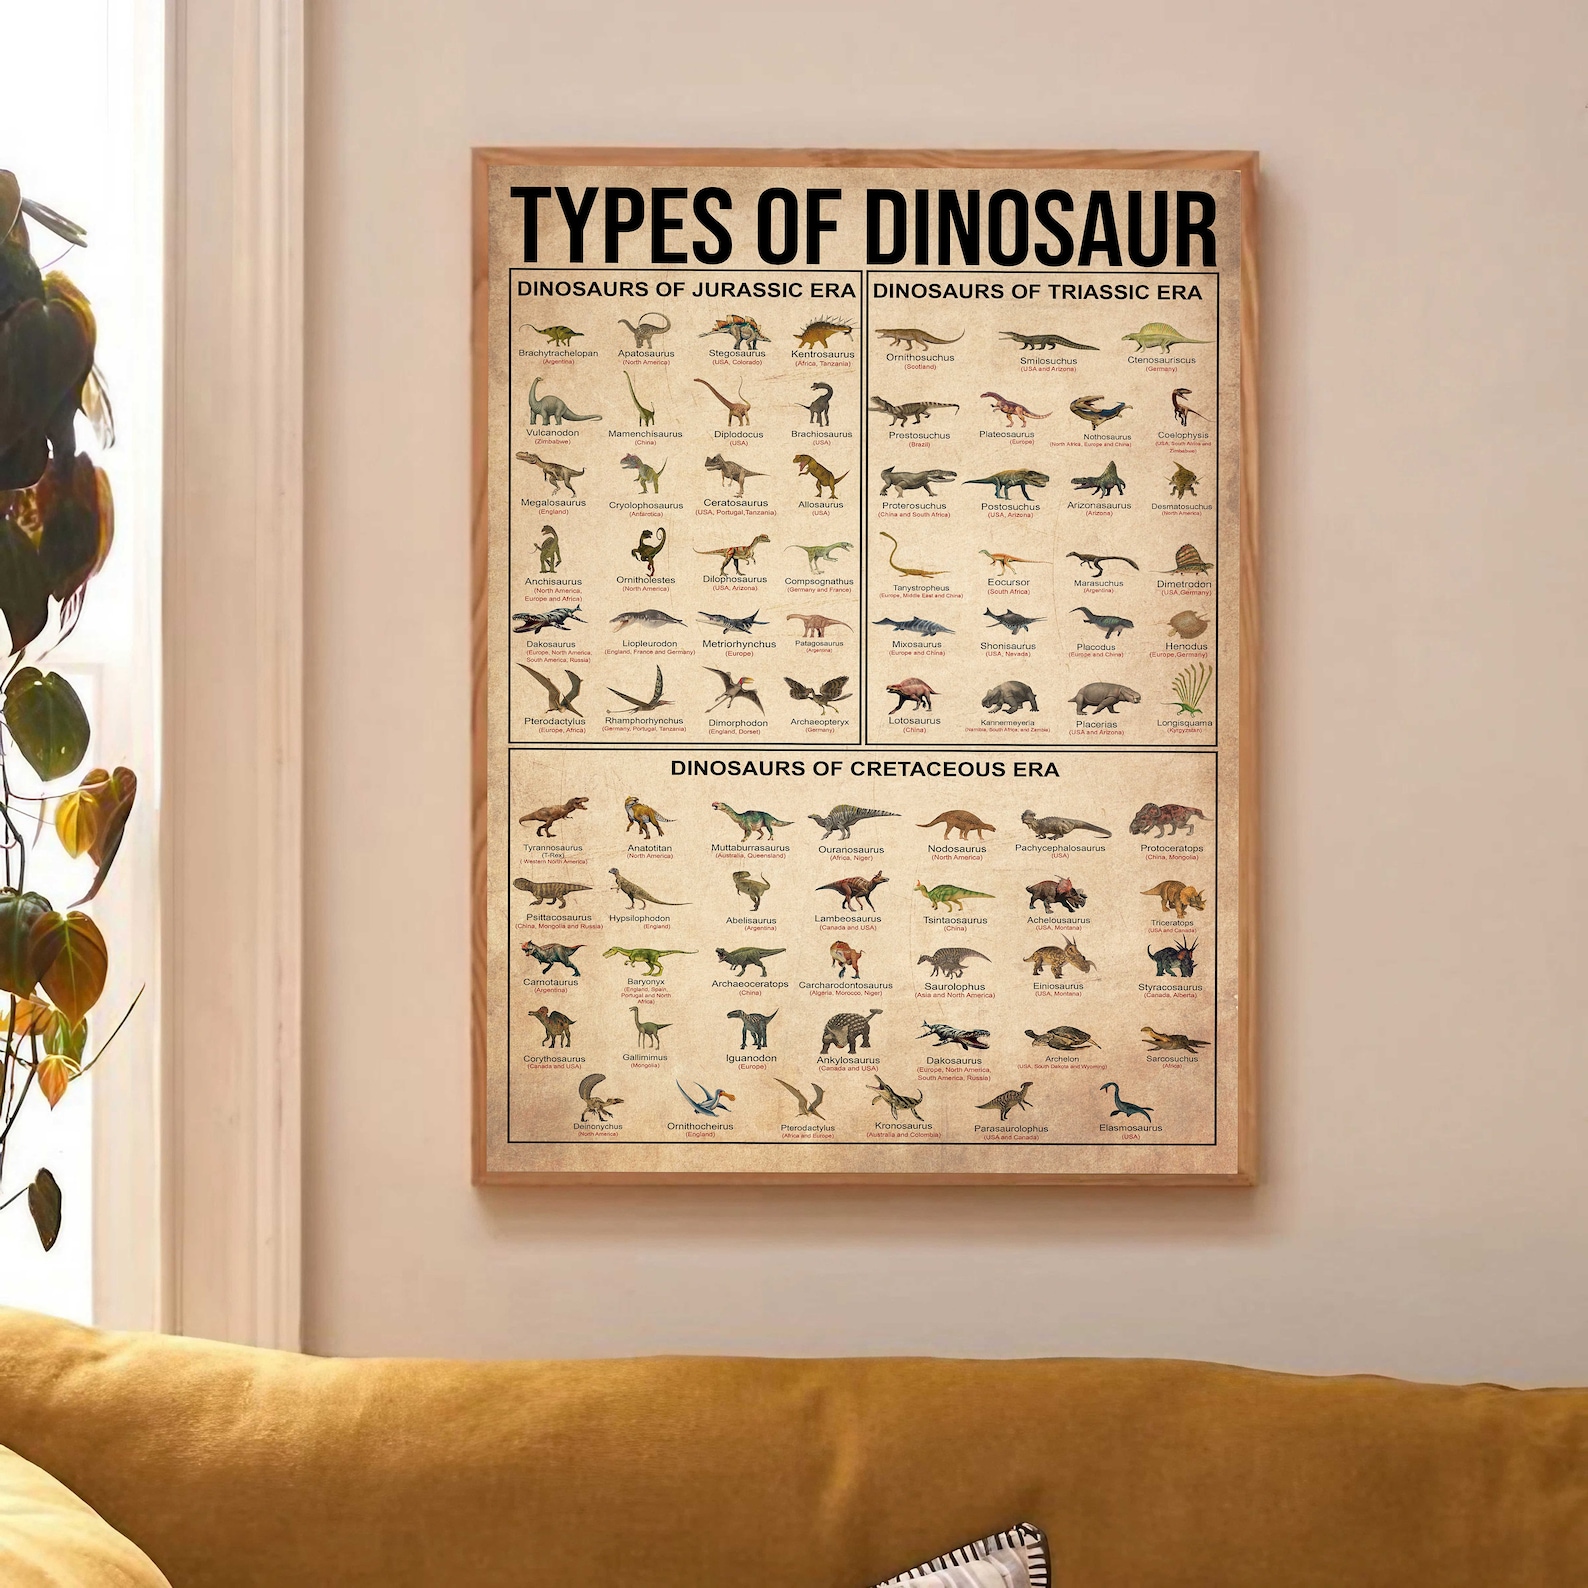 TYPES OF DINOSAUR
DINOSAURS OF JURASSIC ERA
Brachytrachelopan
(Argentina)
Apatosaurus
(North America)
Stegosaurus
(USA, Colorado)
Kentrosaurus
(Africa, Tanzania)
Vulcanodon
(Zimbabwe)
Mamenchisaurus
(China)
Diplodocus
(USA)
Brachiosaurus
(USA)
Megalosaurus
(England)
Cryolophosaurus
(Antartica)
Ceratosaurus
(USA, Portugal,Tanzania)
Allosaurus
(USA)
Anchisaurus
(North America,
Europe and Africa)
Ornitholestes
(North America)
Dilophosaurus
(USA, Arizona)
Compsognathus
(Germany and France)
Dakosaurus
(Europe, North America,
South America, Russia)
Liopleurodon
(England, France and Germany)
Metriorhynchus
(Europe)
Patagosaurus
(Argentina)
Pterodactylus
(Europe, Africa)
Rhamphorhynchus
(Germany, Portugal, Tanzania)
Dimorphodon
(England, Dorset)
Archaeopteryx
(Germany)
DINOSAURS OF TRIASSIC ERA
Ornithosuchus
(Scotland)
Smilosuchus
(USA and Arizona)
Ctenosauriscus
(Germany)
Prestosuchus
(Brazil)
Plateosaurus
(Europe)
Nothosaurus
(North Africa, Europe and China)
Coelophysis
(USA, South Africa and
Zimbabwe)
Proterosuchus
(China and South Africa)
Postosuchus
(USA, Arizona)
Arizonasaurus
(Arizona)
Desmatosuchus
(North America)
Tanystropheus
(Europe, Middle East and China)
Eocursor
(South Africa)
Marasuchus
(Argentina)
Dimetrodon
(USA,Germany)
Mixosaurus
(Europe and China)
Shonisaurus
(USA, Nevada)
Placodus
(Europe and China)
Henodus
(Europe,Germany)
Lotosaurus
(China)
Kannemeyeria
(Namibia, South Africa, and Zambia)
Placerias
(USA and Arizona)
Longisquama
(Kyrgyzstan)
DINOSAURS OF CRETACEOUS ERA
Tyrannosaurus
(T-Rex)
( Western North America)
Anatotitan
(North America)
Muttaburrasaurus
(Australia, Queensland)
Ouranosaurus
(Africa, Niger)
Nodosaurus
(North America)
Pachycephalosaurus
(USA)
Protoceratops
(China, Mongolia)
Psittacosaurus
(China, Mongolia and Russia)
Hypsilophodon
(England)
Abelisaurus
(Argentina)
Lambeosaurus
(Canada and USA)
Tsintaosaurus
(China)
Achelousaurus
(USA, Montana)
Triceratops
(USA and Canada)
Carnotaurus
(Argentina)
Baryonyx
(England, Spain,
Portugal and North
Africa)
Archaeoceratops
(China)
Carcharodontosaurus
(Algeria, Morocco, Niger)
Saurolophus
(Asia and North America)
Einiosaurus
(USA, Montana)
Styracosaurus
(Canada, Alberta)
Corythosaurus
(Canada and USA)
Gallimimus
(Mongolia)
Iguanodon
(Europe)
Ankylosaurus
(Canada and USA)
Dakosaurus
(Europe, North America,
South America, Russia)
Archelon
(USA, South Dakota and Wyoming)
Sarcosuchus
(Africa)
Deinonychus
(North America)
Ornithocheirus
(England)
Pterodactylus
(Africa and Europe)
Kronosaurus
(Australia and Colombia)
Parasaurolophus
(USA and Canada)
Elasmosaurus
(USA)